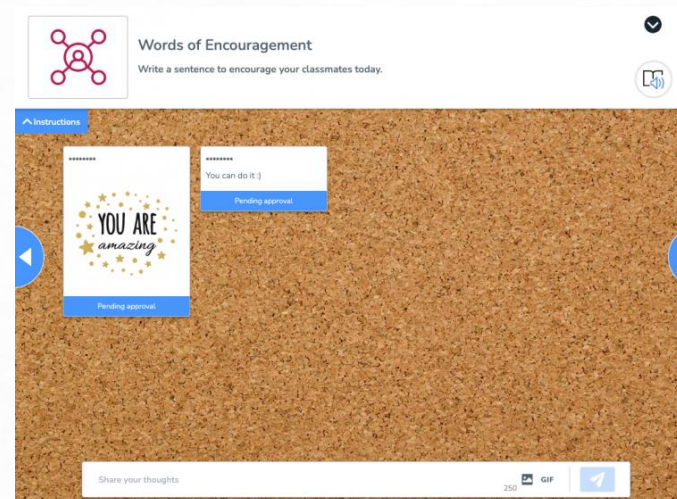 Words of Encouragement
Write a sentence to encourage your classmates today.
Instructions
********
YOU ARE
amazing
Pending approval
********
You can do it :)
Pending approval
Share your thoughts
250
GIF